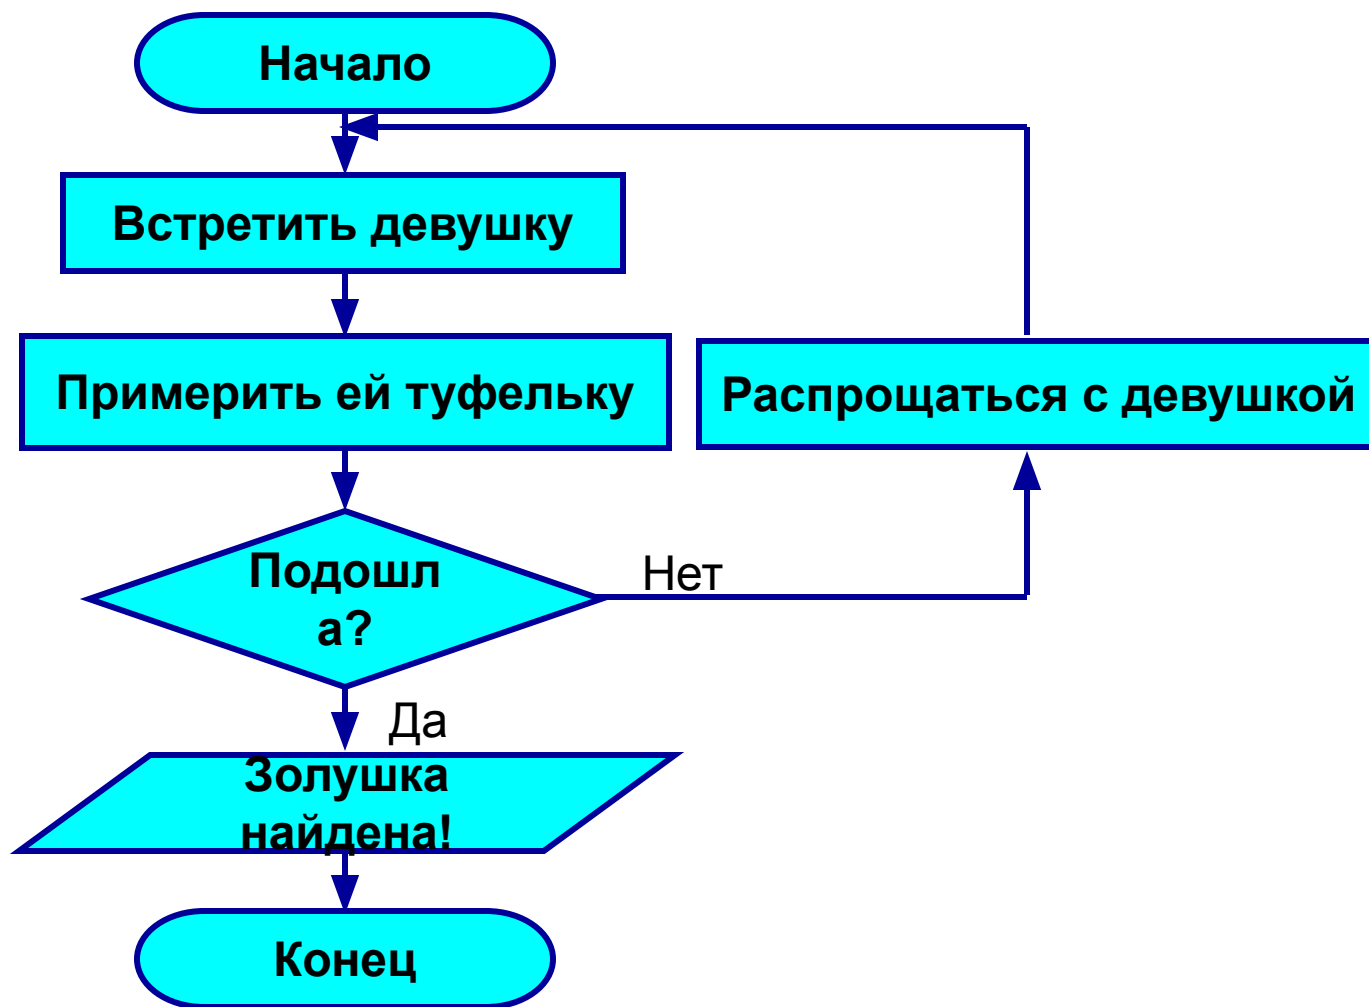 Начало
Встретить девушку
Примерить ей туфельку
Распрощаться с девушкой
Подошл
а?
Нет
Да
Золушка
найдена!
Конец